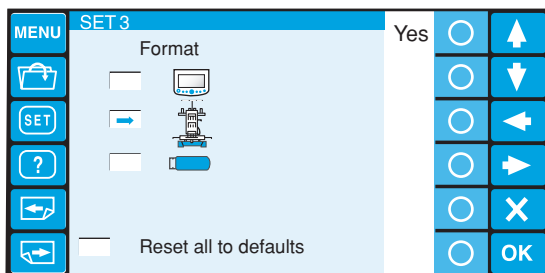 MENU
SET 3
Yes
Format
SET
?
Reset all to defaults
OK